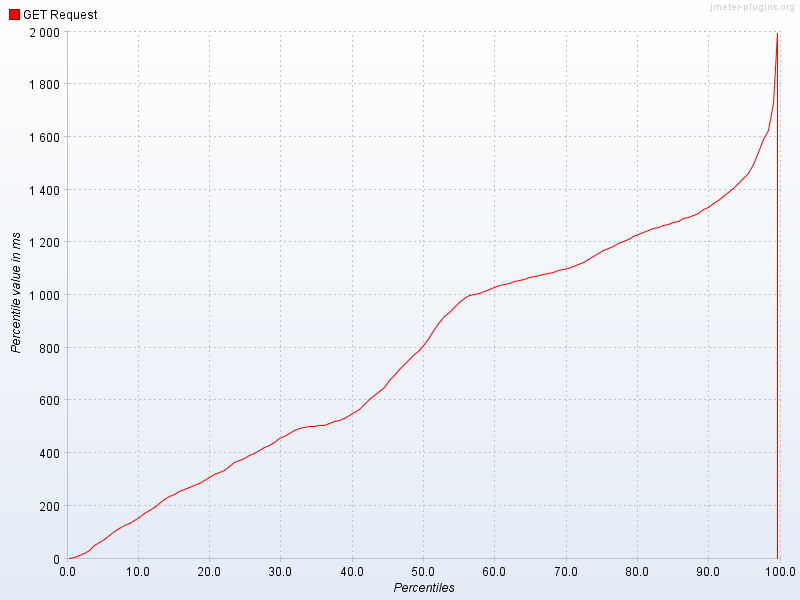 jmeter-plugins.org
GET Request
2 000
1 800
1 600
1 400
1 200
1 000
800
600
400
200
0
Percentile value in ms
0.0 10.0 20.0 30.0 40.0 50.0 60.0 70.0 80.0 90.0 100.0
Percentiles